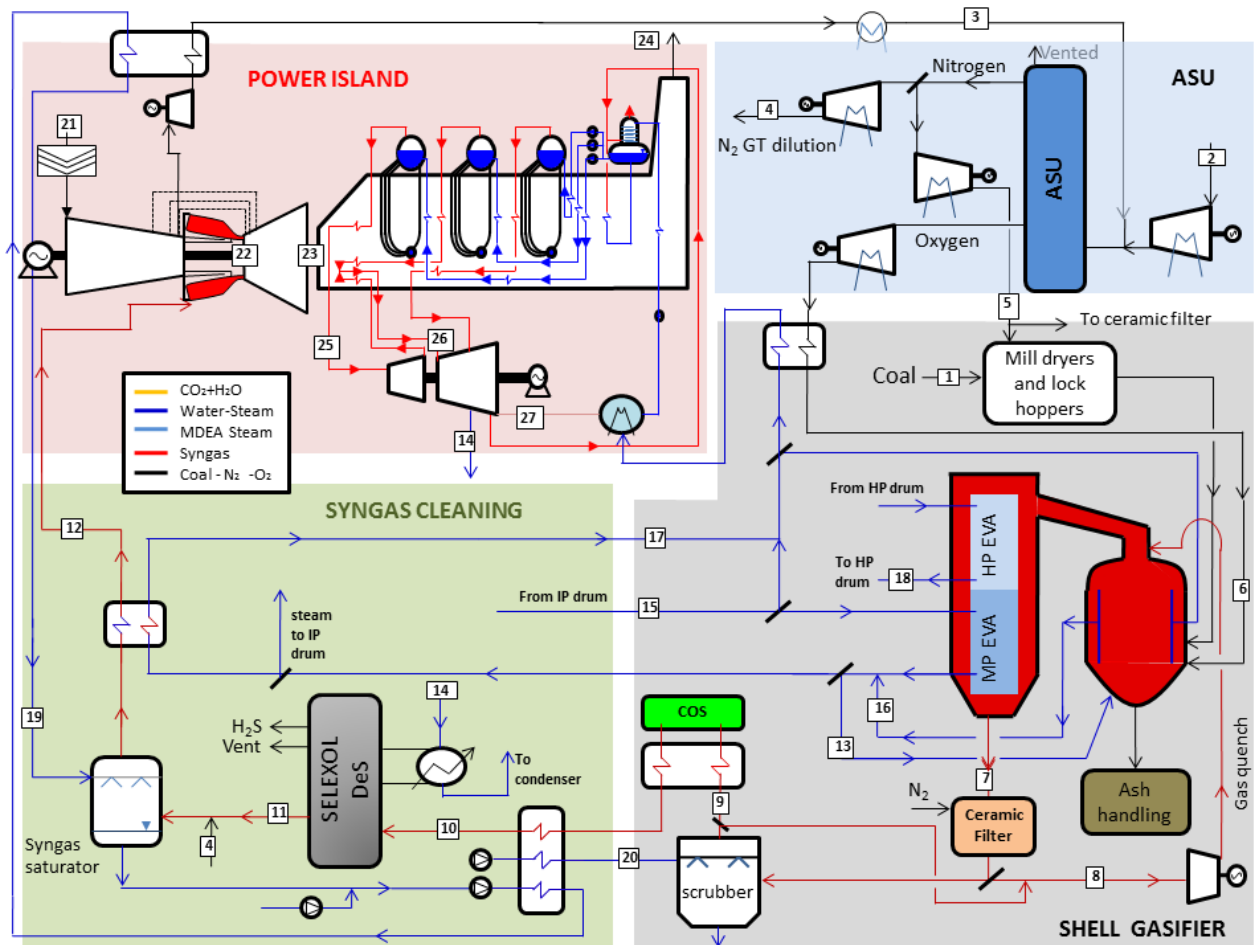 3
24
POWER ISLAND
Vented
Nitrogen
ASU
21
4
N₂ GT dilution
2
ASU
Oxygen
22
23
5
To ceramic filter
25
26
Coal
1
Mill dryers
and lock
hoppers
CO₂+H₂O
Water-Steam
MDEA Steam
Syngas
Coal - N₂ -O₂
27
14
From HP drum
HP EVA
SYNGAS CLEANING
12
17
To HP
drum
18
6
From IP drum
15
steam
to IP
drum
MP EVA
16
19
14
COS
13
H₂S
Vent
SELEXOL
DeS
To
condenser
7
Gas quench
N₂
Ash
handling
9
Ceramic
Filter
11
10
4
Syngas
saturator
20
scrubber
8
SHELL GASIFIER